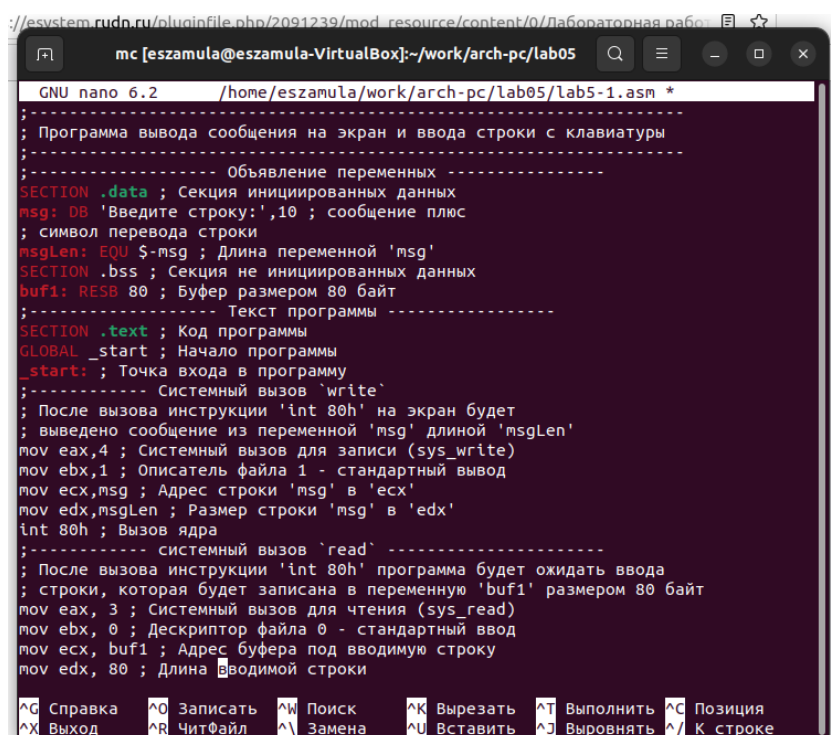 ://esystem.rudn.ru/pluginfile.php/2091239/mod_resource/content/0/Лабораторная работ
mc [eszamula@eszamula-VirtualBox]:~/work/arch-pc/lab05
GNU nano 6.2 /home/eszamula/work/arch-pc/lab05/lab5-1.asm *
;------------------------------------------------------------------
; Программа вывода сообщения на экран и ввода строки с клавиатуры
;------------------------------------------------------------------
;------------------- Объявление переменных ----------------
SECTION .data ; Секция инициированных данных
msg: DB 'Введите строку:',10 ; сообщение плюс
; символ перевода строки
msgLen: EQU $-msg ; Длина переменной 'msg'
SECTION .bss ; Секция не инициированных данных
buf1: RESB 80 ; Буфер размером 80 байт
;------------------- Текст программы -----------------
SECTION .text ; Код программы
GLOBAL _start ; Начало программы
_start: ; Точка входа в программу
;------------ Cистемный вызов `write`
; После вызова инструкции 'int 80h' на экран будет
; выведено сообщение из переменной 'msg' длиной 'msgLen'
mov eax,4 ; Системный вызов для записи (sys_write)
mov ebx,1 ; Описатель файла 1 - стандартный вывод
mov ecx,msg ; Адрес строки 'msg' в 'ecx'
mov edx,msgLen ; Размер строки 'msg' в 'edx'
int 80h ; Вызов ядра
;------------ системный вызов `read` ----------------------
; После вызова инструкции 'int 80h' программа будет ожидать ввода
; строки, которая будет записана в переменную 'buf1' размером 80 байт
mov eax, 3 ; Системный вызов для чтения (sys_read)
mov ebx, 0 ; Дескриптор файла 0 - стандартный ввод
mov ecx, buf1 ; Адрес буфера под вводимую строку
mov edx, 80 ; Длина вводимой строки
^G Справка ^O Записать ^W Поиск ^K Вырезать ^T Выполнить ^C Позиция
^X Выход ^R ЧитФайл ^\ Замена ^U Вставить ^J Выровнять ^/ К строке